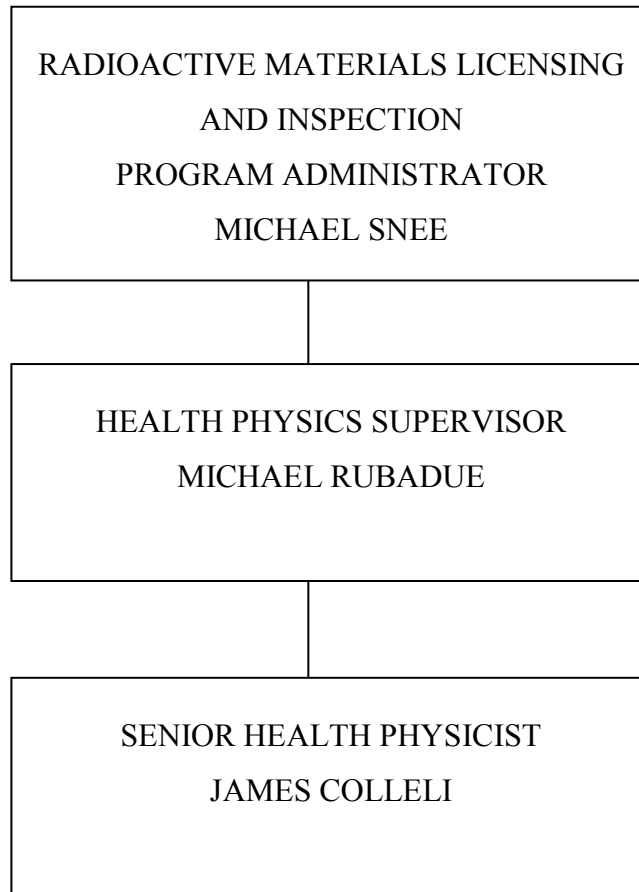 RADIOACTIVE MATERIALS LICENSING
AND INSPECTION
PROGRAM ADMINISTRATOR
MICHAEL SNEE
HEALTH PHYSICS SUPERVISOR
MICHAEL RUBADUE
SENIOR HEALTH PHYSICIST
JAMES COLLELI